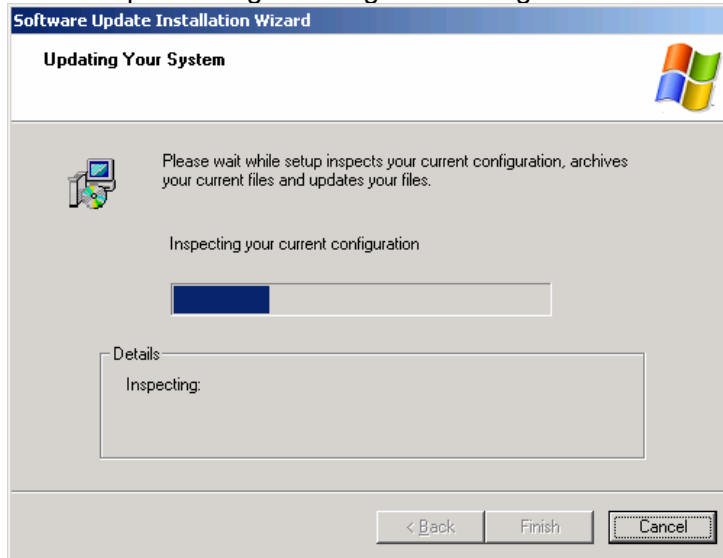 Software Update Installation Wizard
Updating Your System
Please wait while setup inspects your current configuration, archives
your current files and updates your files.
Inspecting your current configuration
Details
Inspecting:
< Back
Finish
Cancel